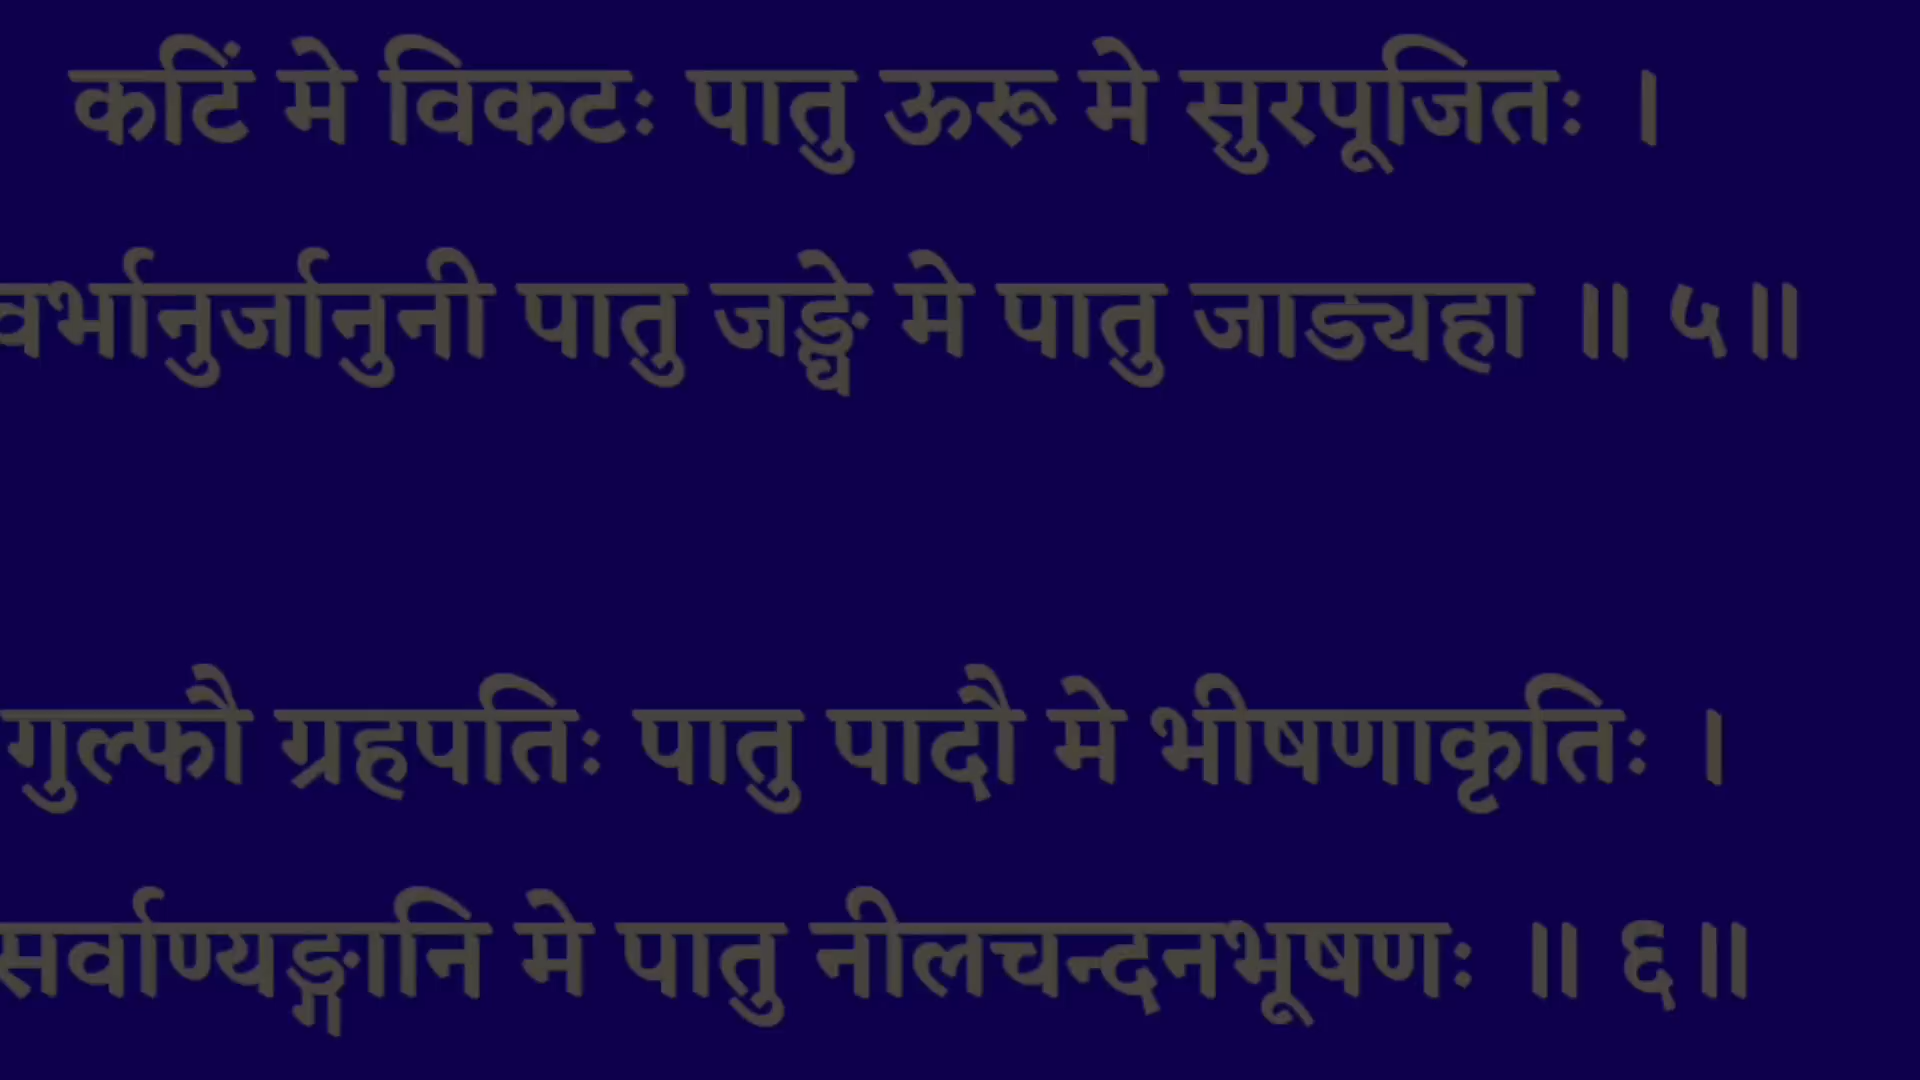 कटिं मे विकटः पातु ऊरू मे सुरपूजितः ।
वर्भानुर्जानुनी पातु जङ्घे मे पातु जाड्यहा ॥ ५॥
गुल्फौ ग्रहपतिः पातु पादौ मे भीषणाकृतिः ।
सर्वाण्यङ्गानि मे पातु नीलचन्दनभूषणः ॥ ६॥